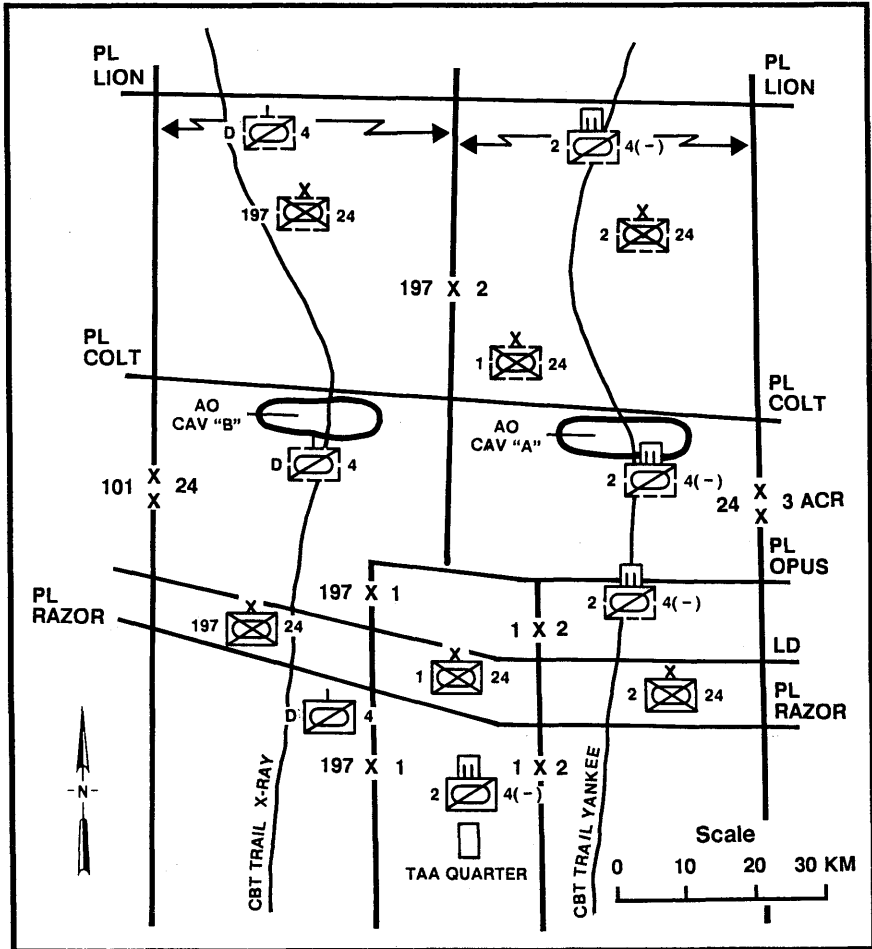 PL
LION
PL
LION
D 4
2 4(-)
X
197 24
X
2 24
197 X 2
X
1 24
PL
COLT
PL
COLT
AO
CAV "B"
AO
CAV "A"
D 4
2 4(-)
X
101 24
X
X
24 3 ACR
X
PL
OPUS
PL
RAZOR
197 X 1
2 4(-)
X
197 24
1 X 2
LD
X
1 24
X
2 24
PL
RAZOR
D 4
197 X 1
1 X 2
2 4(-)
-N-
CBT TRAIL X-RAY
TAA QUARTER
CBT TRAIL YANKEE
Scale
0 10 20 30 KM